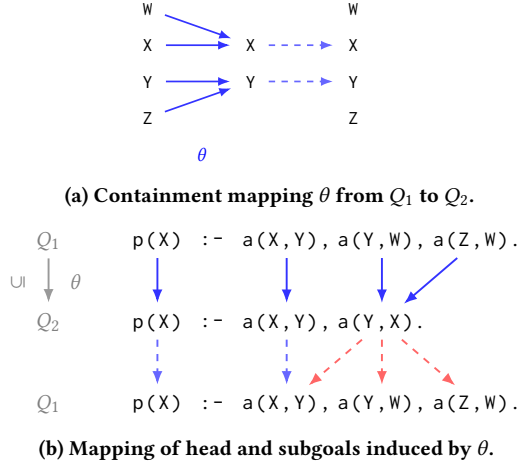 W W
X X X
Y Y Y
Z Z
θ
(a) Containment mapping θ from Q₁ to Q₂.
Q₁ p(X) :- a(X,Y), a(Y,W), a(Z,W).
⊆ θ
Q₂ p(X) :- a(X,Y), a(Y,X).
Q₁ p(X) :- a(X,Y), a(Y,W), a(Z,W).
(b) Mapping of head and subgoals induced by θ.